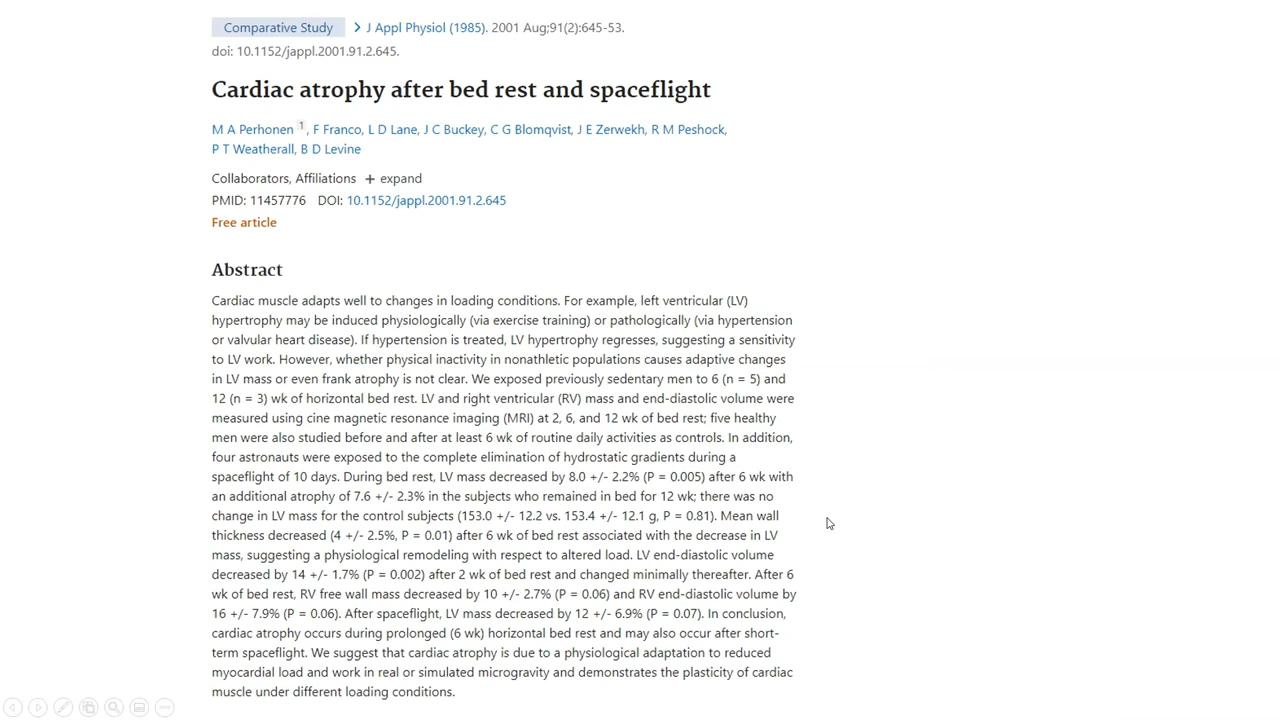 Comparative Study > J Appl Physiol (1985). 2001 Aug;91(2):645-53.
doi: 10.1152/jappl.2001.91.2.645.
Cardiac atrophy after bed rest and spaceflight
M A Perhonen 1, F Franco, L D Lane, J C Buckey, C G Blomqvist, J E Zerwekh, R M Peshock,
P T Weatherall, B D Levine
Collaborators, Affiliations + expand
PMID: 11457776 DOI: 10.1152/jappl.2001.91.2.645
Free article
Abstract
Cardiac muscle adapts well to changes in loading conditions. For example, left ventricular (LV)
hypertrophy may be induced physiologically (via exercise training) or pathologically (via hypertension
or valvular heart disease). If hypertension is treated, LV hypertrophy regresses, suggesting a sensitivity
to LV work. However, whether physical inactivity in nonathletic populations causes adaptive changes
in LV mass or even frank atrophy is not clear. We exposed previously sedentary men to 6 (n = 5) and
12 (n = 3) wk of horizontal bed rest. LV and right ventricular (RV) mass and end-diastolic volume were
measured using cine magnetic resonance imaging (MRI) at 2, 6, and 12 wk of bed rest; five healthy
men were also studied before and after at least 6 wk of routine daily activities as controls. In addition,
four astronauts were exposed to the complete elimination of hydrostatic gradients during a
spaceflight of 10 days. During bed rest, LV mass decreased by 8.0 +/- 2.2% (P = 0.005) after 6 wk with
an additional atrophy of 7.6 +/- 2.3% in the subjects who remained in bed for 12 wk; there was no
change in LV mass for the control subjects (153.0 +/- 12.2 vs. 153.4 +/- 12.1 g, P = 0.81). Mean wall
thickness decreased (4 +/- 2.5%, P = 0.01) after 6 wk of bed rest associated with the decrease in LV
mass, suggesting a physiological remodeling with respect to altered load. LV end-diastolic volume
decreased by 14 +/- 1.7% (P = 0.002) after 2 wk of bed rest and changed minimally thereafter. After 6
wk of bed rest, RV free wall mass decreased by 10 +/- 2.7% (P = 0.06) and RV end-diastolic volume by
16 +/- 7.9% (P = 0.06). After spaceflight, LV mass decreased by 12 +/- 6.9% (P = 0.07). In conclusion,
cardiac atrophy occurs during prolonged (6 wk) horizontal bed rest and may also occur after short-
term spaceflight. We suggest that cardiac atrophy is due to a physiological adaptation to reduced
myocardial load and work in real or simulated microgravity and demonstrates the plasticity of cardiac
muscle under different loading conditions.